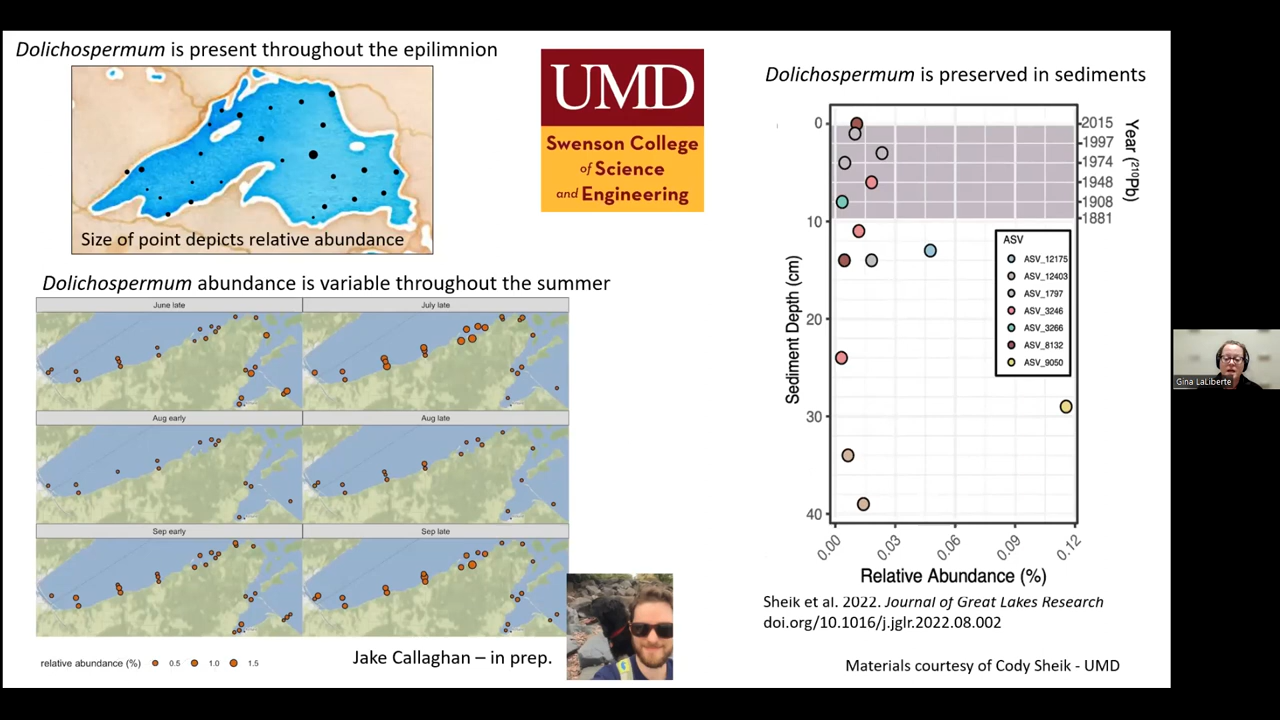 Dolichospermum is present throughout the epilimnion
Size of point depicts relative abundance
UMD
Swenson College
of Science
and Engineering
Dolichospermum abundance is variable throughout the summer
June late
July late
Aug early
Aug late
Sep early
Sep late
relative abundance (%) 0.5 1.0 1.5
Jake Callaghan – in prep.
Dolichospermum is preserved in sediments
0
10
20
30
40
Sediment Depth (cm)
2015
1997
1974
1948
1908
1881
Year (²¹⁰Pb)
ASV
ASV_12175
ASV_12403
ASV_1797
ASV_3246
ASV_3266
ASV_8132
ASV_9050
0.00 0.03 0.06 0.09 0.12
Relative Abundance (%)
Sheik et al. 2022. Journal of Great Lakes Research
doi.org/10.1016/j.jglr.2022.08.002
Materials courtesy of Cody Sheik - UMD
Gina LaLiberte